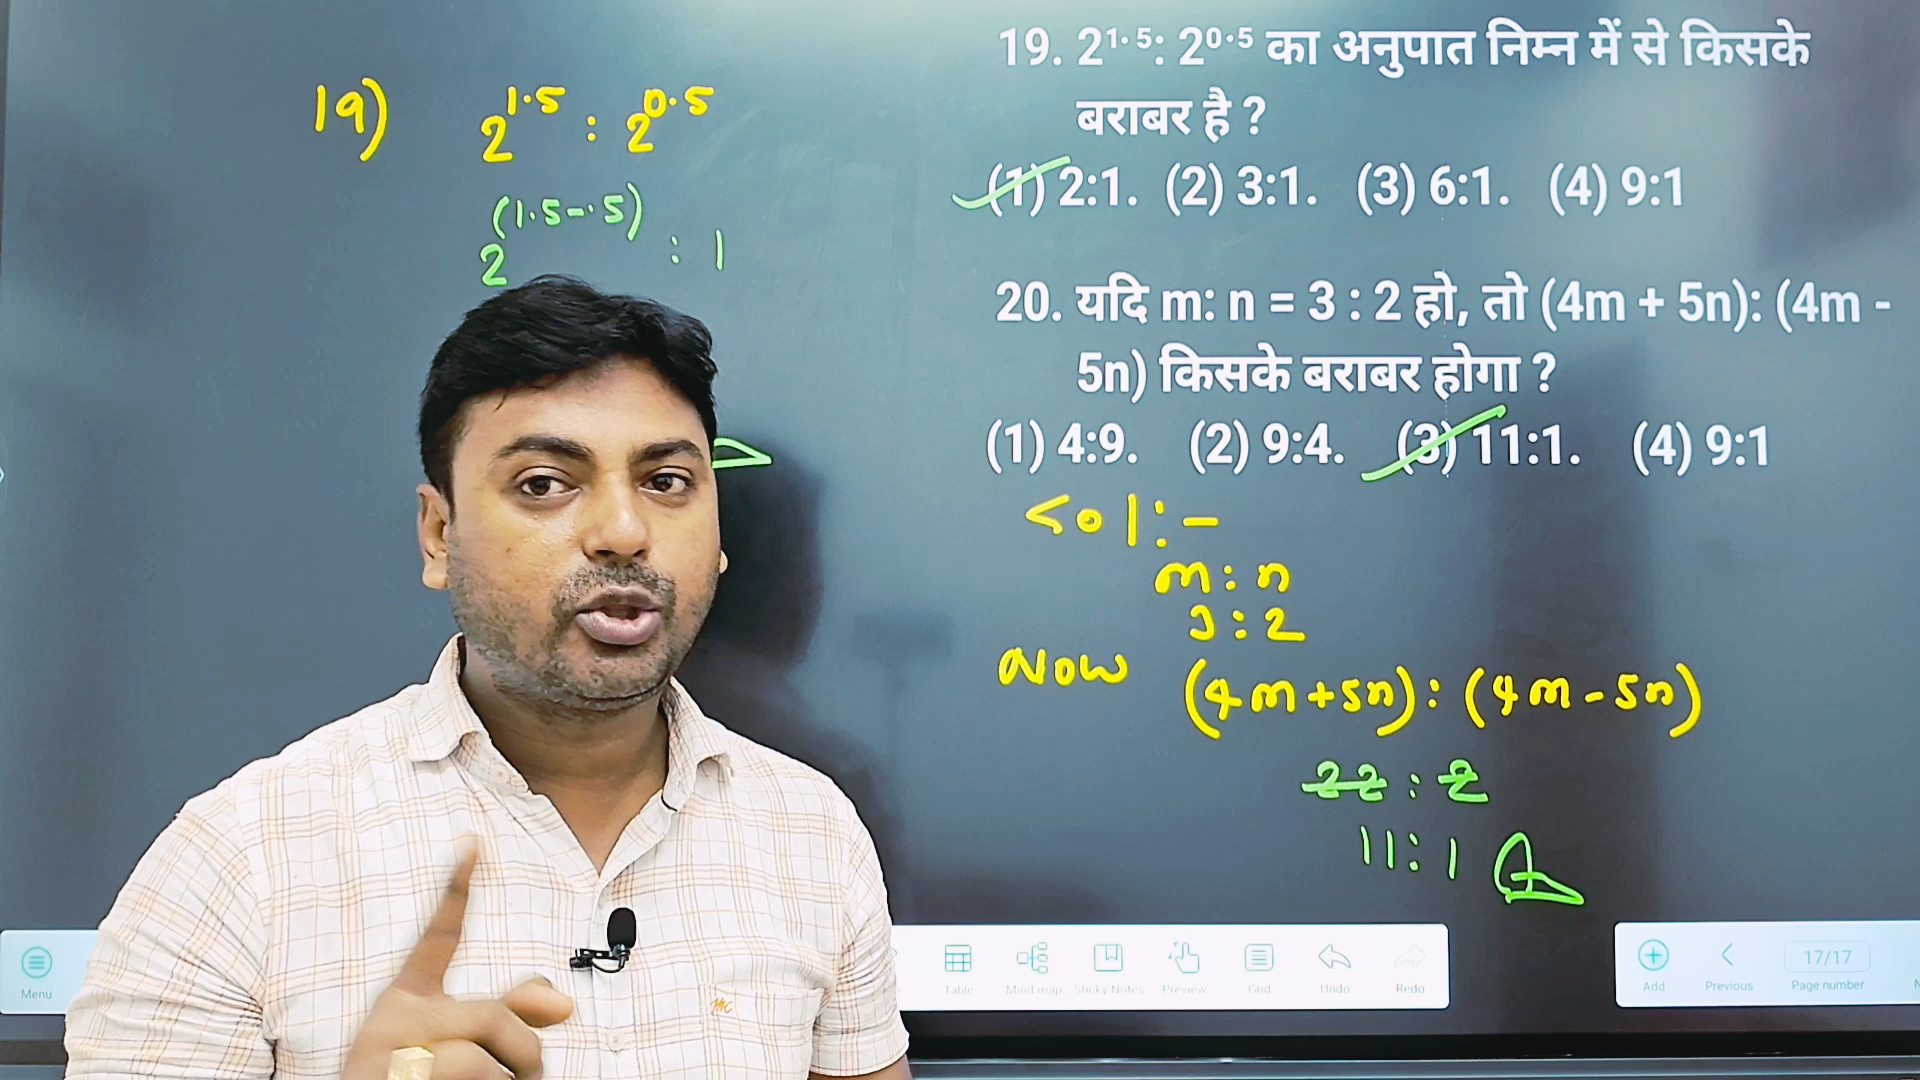 19) 2^1.5 : 2^0.5
2^(1.5-.5) : 1
19. 2¹·⁵: 2⁰·⁵ का अनुपात निम्न में से किसके
बराबर है ?
(1) 2:1. (2) 3:1. (3) 6:1. (4) 9:1
20. यदि m: n = 3 : 2 हो, तो (4m + 5n): (4m -
5n) किसके बराबर होगा ?
(1) 4:9. (2) 9:4. (3) 11:1. (4) 9:1
Sol:-
m:n
3:2
Now (4m+5n):(4m-5n)
22:2
11:1
Menu
Table Mind map Sticky Notes Preview Grid Undo Redo
Add Previous 17/17 Page number